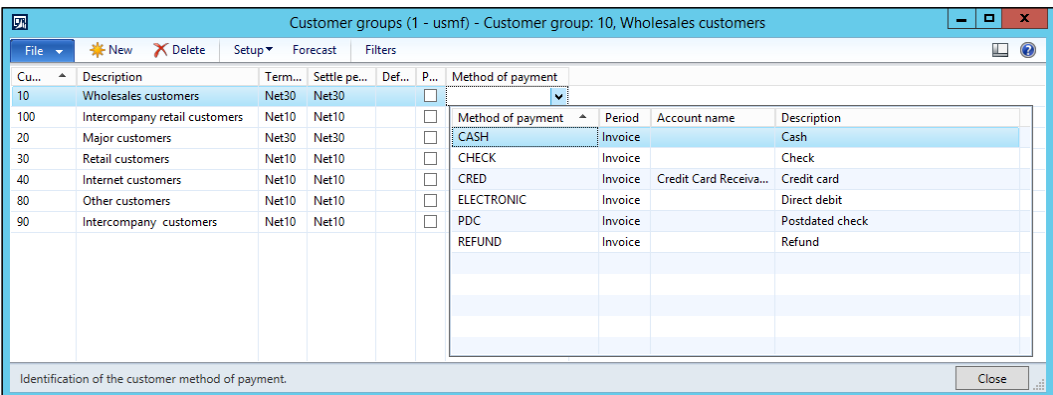 Customer groups (1 - usmf) - Customer group: 10, Wholesales customers
File New Delete Setup Forecast Filters
Cu... Description Term... Settle pe... Def... P... Method of payment
10 Wholesales customers Net30 Net30
100 Intercompany retail customers Net10 Net10
20 Major customers Net30 Net30
30 Retail customers Net10 Net10
40 Internet customers Net10 Net10
80 Other customers Net10 Net10
90 Intercompany customers Net10 Net10
Method of payment Period Account name Description
CASH Invoice Cash
CHECK Invoice Check
CRED Invoice Credit Card Receiva... Credit card
ELECTRONIC Invoice Direct debit
PDC Invoice Postdated check
REFUND Invoice Refund
Identification of the customer method of payment. Close